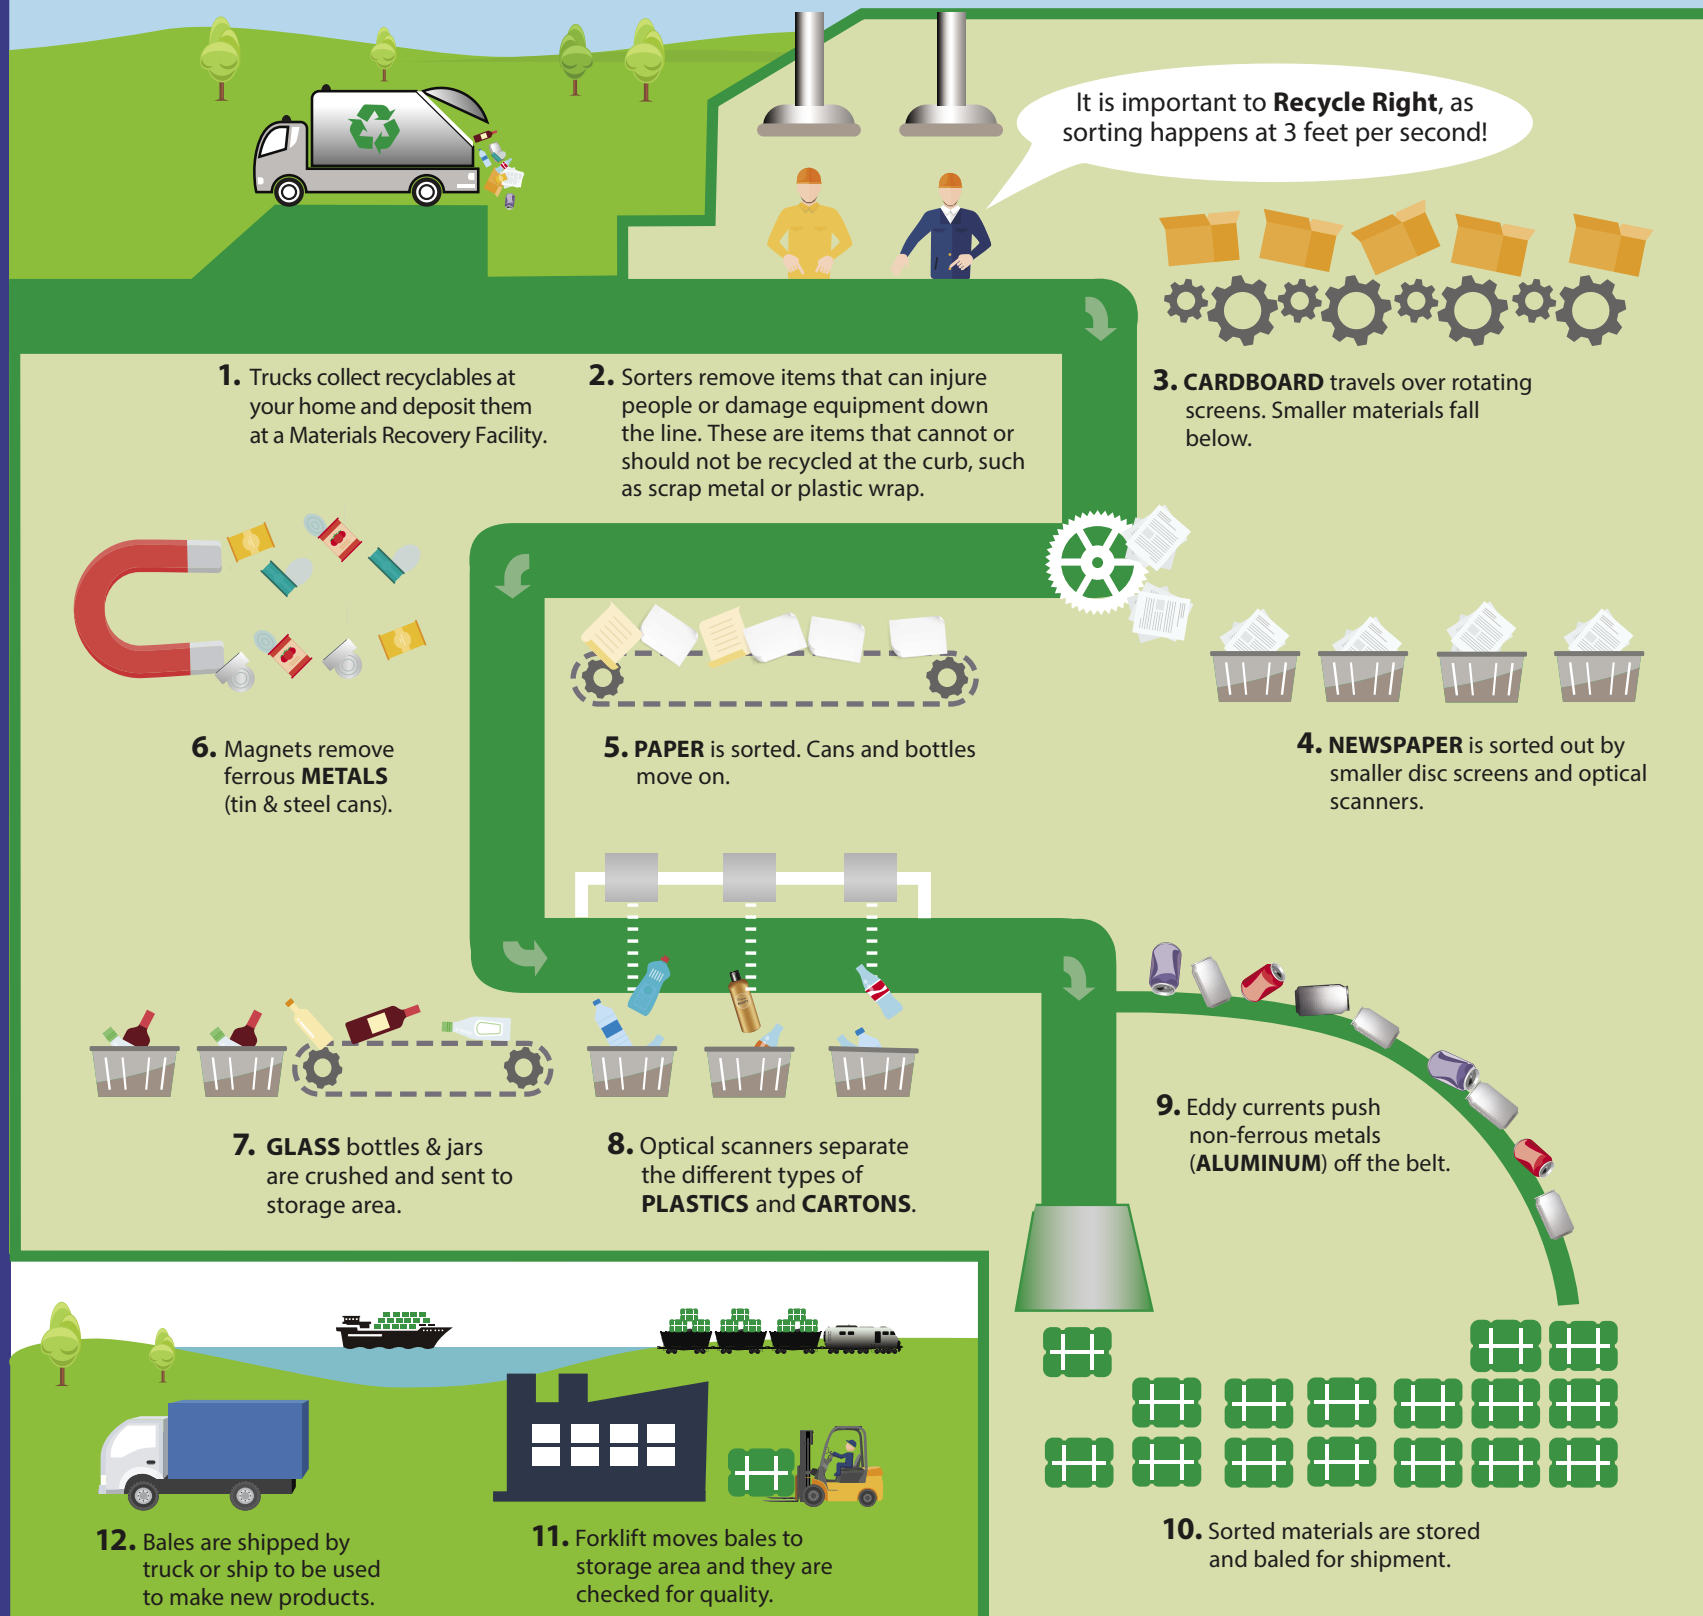 It is important to Recycle Right, as
sorting happens at 3 feet per second!
1. Trucks collect recyclables at
your home and deposit them
at a Materials Recovery Facility.
2. Sorters remove items that can injure
people or damage equipment down
the line. These are items that cannot or
should not be recycled at the curb, such
as scrap metal or plastic wrap.
3. CARDBOARD travels over rotating
screens. Smaller materials fall
below.
4. NEWSPAPER is sorted out by
smaller disc screens and optical
scanners.
5. PAPER is sorted. Cans and bottles
move on.
6. Magnets remove
ferrous METALS
(tin & steel cans).
7. GLASS bottles & jars
are crushed and sent to
storage area.
8. Optical scanners separate
the different types of
PLASTICS and CARTONS.
9. Eddy currents push
non-ferrous metals
(ALUMINUM) off the belt.
10. Sorted materials are stored
and baled for shipment.
11. Forklift moves bales to
storage area and they are
checked for quality.
12. Bales are shipped by
truck or ship to be used
to make new products.